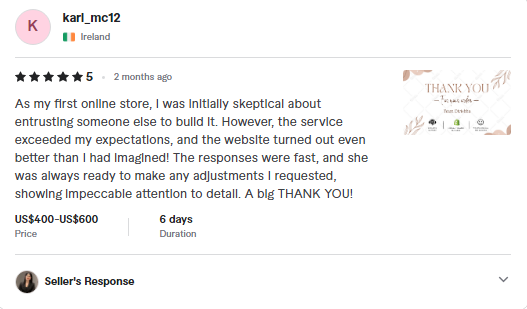 K
karl_mc12
Ireland
5
2 months ago
THANK YOU
As my first online store, I was initially skeptical about
entrusting someone else to build it. However, the service
exceeded my expectations, and the website turned out even
better than I had imagined! The responses were fast, and she
was always ready to make any adjustments I requested,
showing impeccable attention to detail. A big THANK YOU!
US$400-US$600
6 days
Price
Duration
Seller's Response